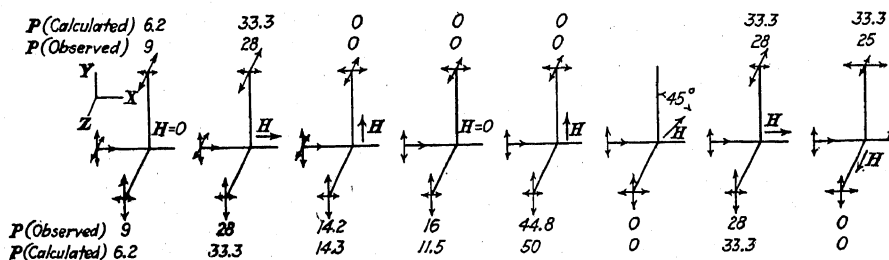 P (Calculated) 6.2 33.3 0 0 0 33.3 33.3
P (Observed) 9 28 0 0 0 28 25
Y
X
Z
H=0 H H H=0 H 45° H H H
P (Observed) 9 28 14.2 16 44.8 0 28 0
P (Calculated) 6.2 33.3 14.3 11.5 50 0 33.3 0